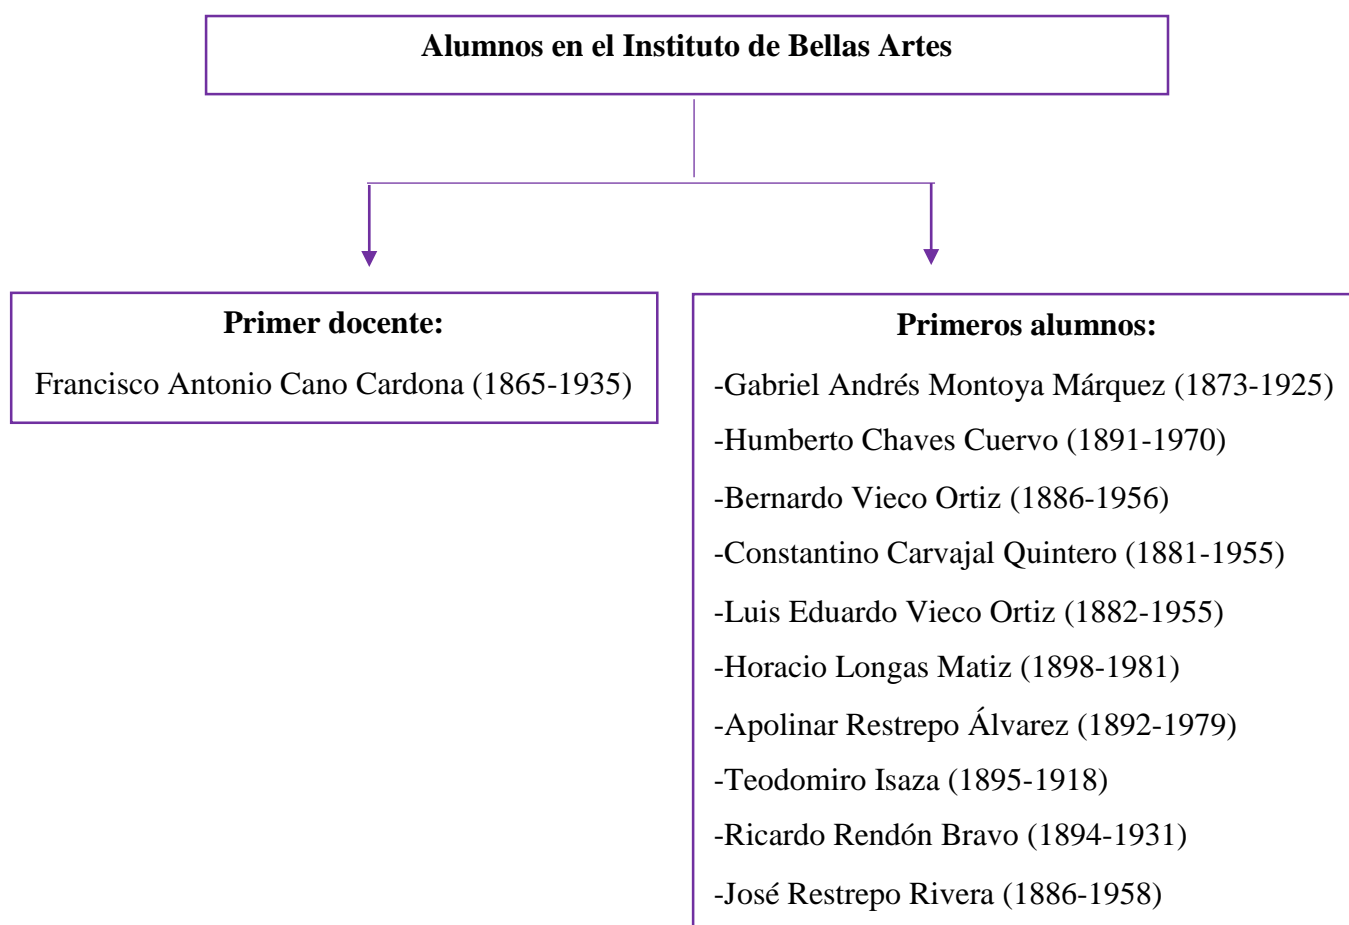 Alumnos en el Instituto de Bellas Artes
Primer docente:
Francisco Antonio Cano Cardona (1865-1935)
Primeros alumnos:
-Gabriel Andrés Montoya Márquez (1873-1925)
-Humberto Chaves Cuervo (1891-1970)
-Bernardo Vieco Ortiz (1886-1956)
-Constantino Carvajal Quintero (1881-1955)
-Luis Eduardo Vieco Ortiz (1882-1955)
-Horacio Longas Matiz (1898-1981)
-Apolinar Restrepo Álvarez (1892-1979)
-Teodomiro Isaza (1895-1918)
-Ricardo Rendón Bravo (1894-1931)
-José Restrepo Rivera (1886-1958)